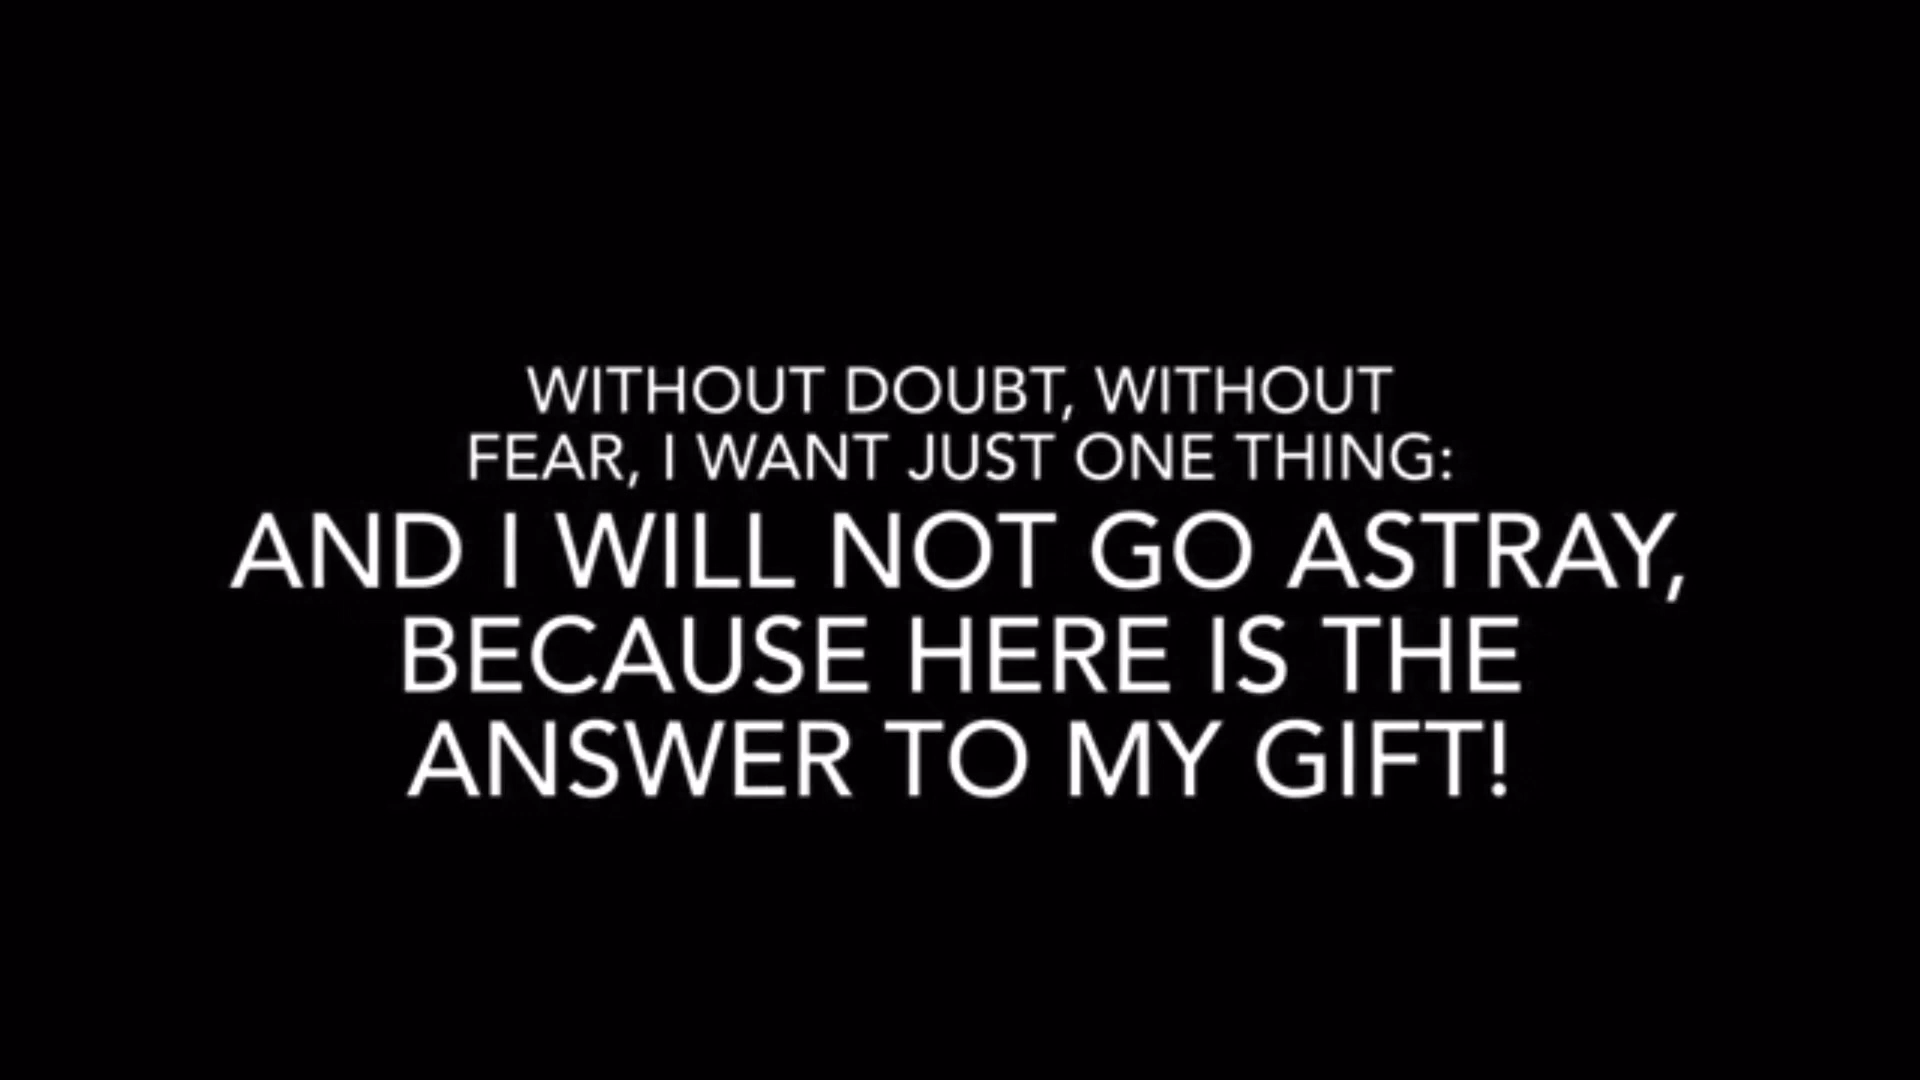 WITHOUT DOUBT, WITHOUT
FEAR, I WANT JUST ONE THING:
AND I WILL NOT GO ASTRAY,
BECAUSE HERE IS THE
ANSWER TO MY GIFT!